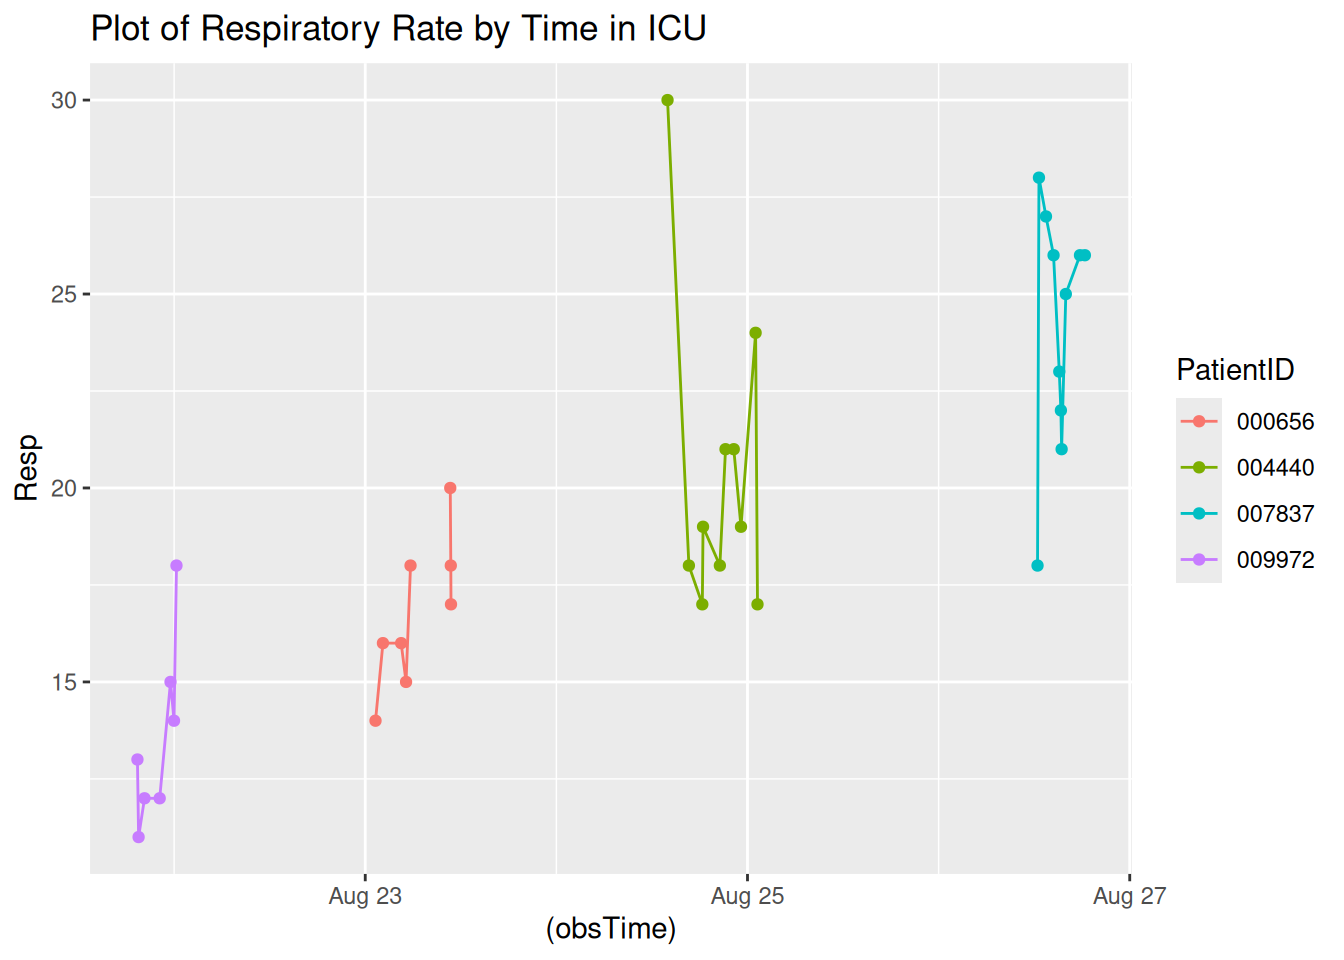 Plot of Respiratory Rate by Time in ICU
30
25
20
15
Resp
Aug 23
Aug 25
Aug 27
(obsTime)
PatientID
000656
004440
007837
009972